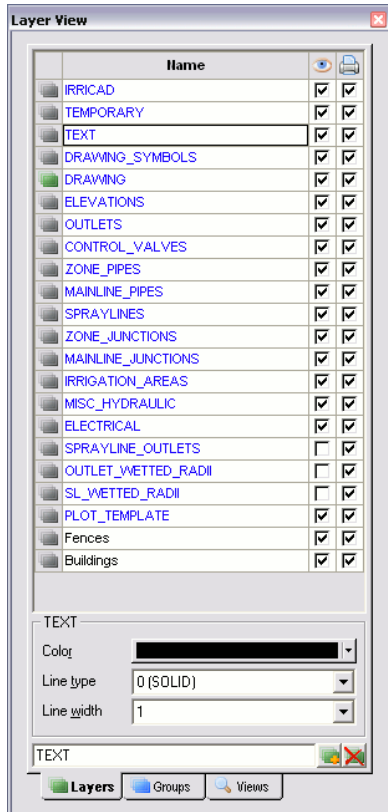 Layer View
Name
IRRICAD
TEMPORARY
TEXT
DRAWING_SYMBOLS
DRAWING
ELEVATIONS
OUTLETS
CONTROL_VALVES
ZONE_PIPES
MAINLINE_PIPES
SPRAYLINES
ZONE_JUNCTIONS
MAINLINE_JUNCTIONS
IRRIGATION_AREAS
MISC_HYDRAULIC
ELECTRICAL
SPRAYLINE_OUTLETS
OUTLET_WETTED_RADII
SL_WETTED_RADII
PLOT_TEMPLATE
Fences
Buildings
TEXT
Color
Line type 0 (SOLID)
Line width 1
TEXT
Layers Groups Views